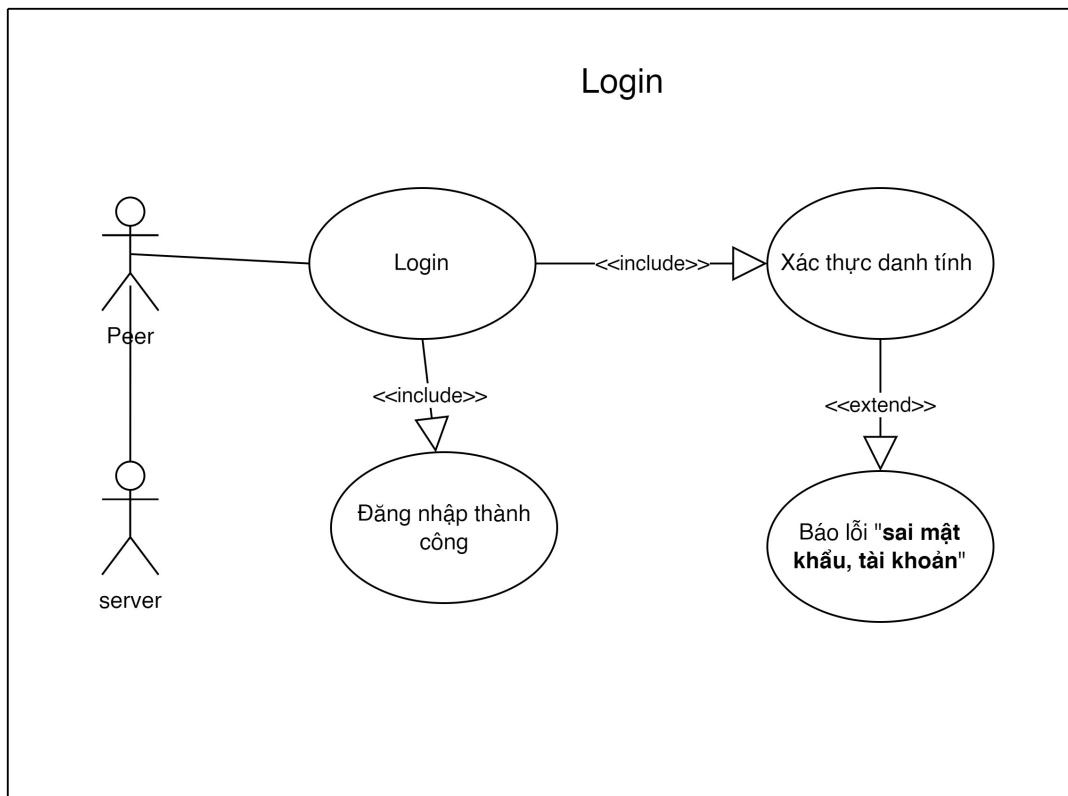 Login
Login
<<include>>
Xác thực danh tính
Peer
<<include>>
<<extend>>
Đăng nhập thành
công
Báo lỗi "sai mật
khẩu, tài khoản"
server